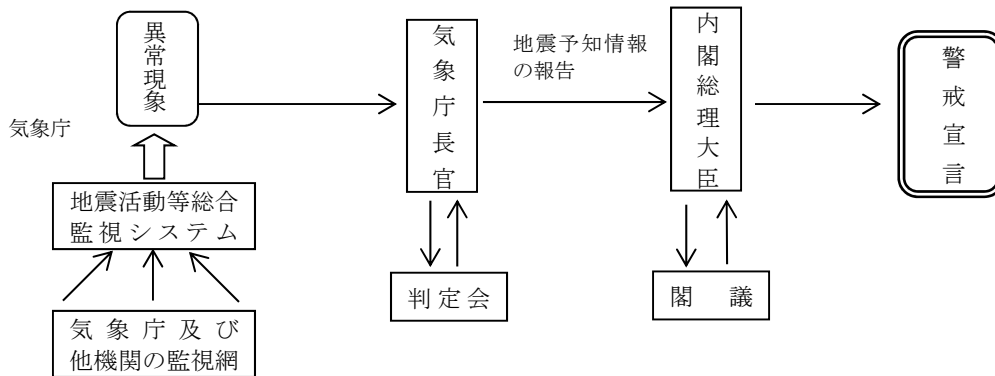 異常現象
気象庁
地震活動等総合
監視システム
気象庁及び
他機関の監視網
気象庁長官
判定会
地震予知情報
の報告
内閣総理大臣
閣議
警戒宣言